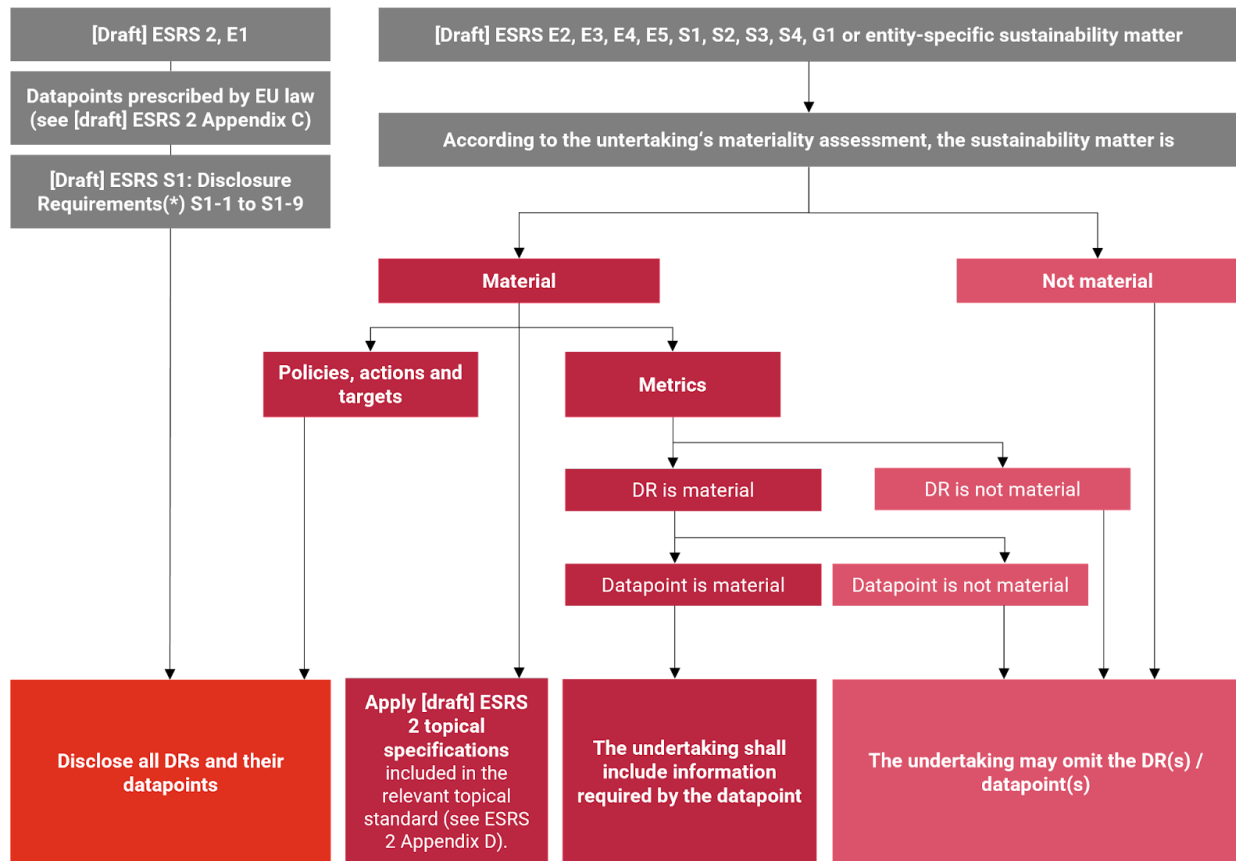 [Draft] ESRS 2, E1
Datapoints prescribed by EU law
(see [draft] ESRS 2 Appendix C)
[Draft] ESRS S1: Disclosure
Requirements(*) S1-1 to S1-9
[Draft] ESRS E2, E3, E4, E5, S1, S2, S3, S4, G1 or entity-specific sustainability matter
According to the untertaking‘s materiality assessment, the sustainability matter is
Material
Not material
Policies, actions and
targets
Metrics
DR is material
DR is not material
Datapoint is material
Datapoint is not material
Disclose all DRs and their
datapoints
Apply [draft] ESRS
2 topical
specifications
included in the
relevant topical
standard (see ESRS
2 Appendix D).
The undertaking shall
include information
required by the datapoint
The undertaking may omit the DR(s) /
datapoint(s)